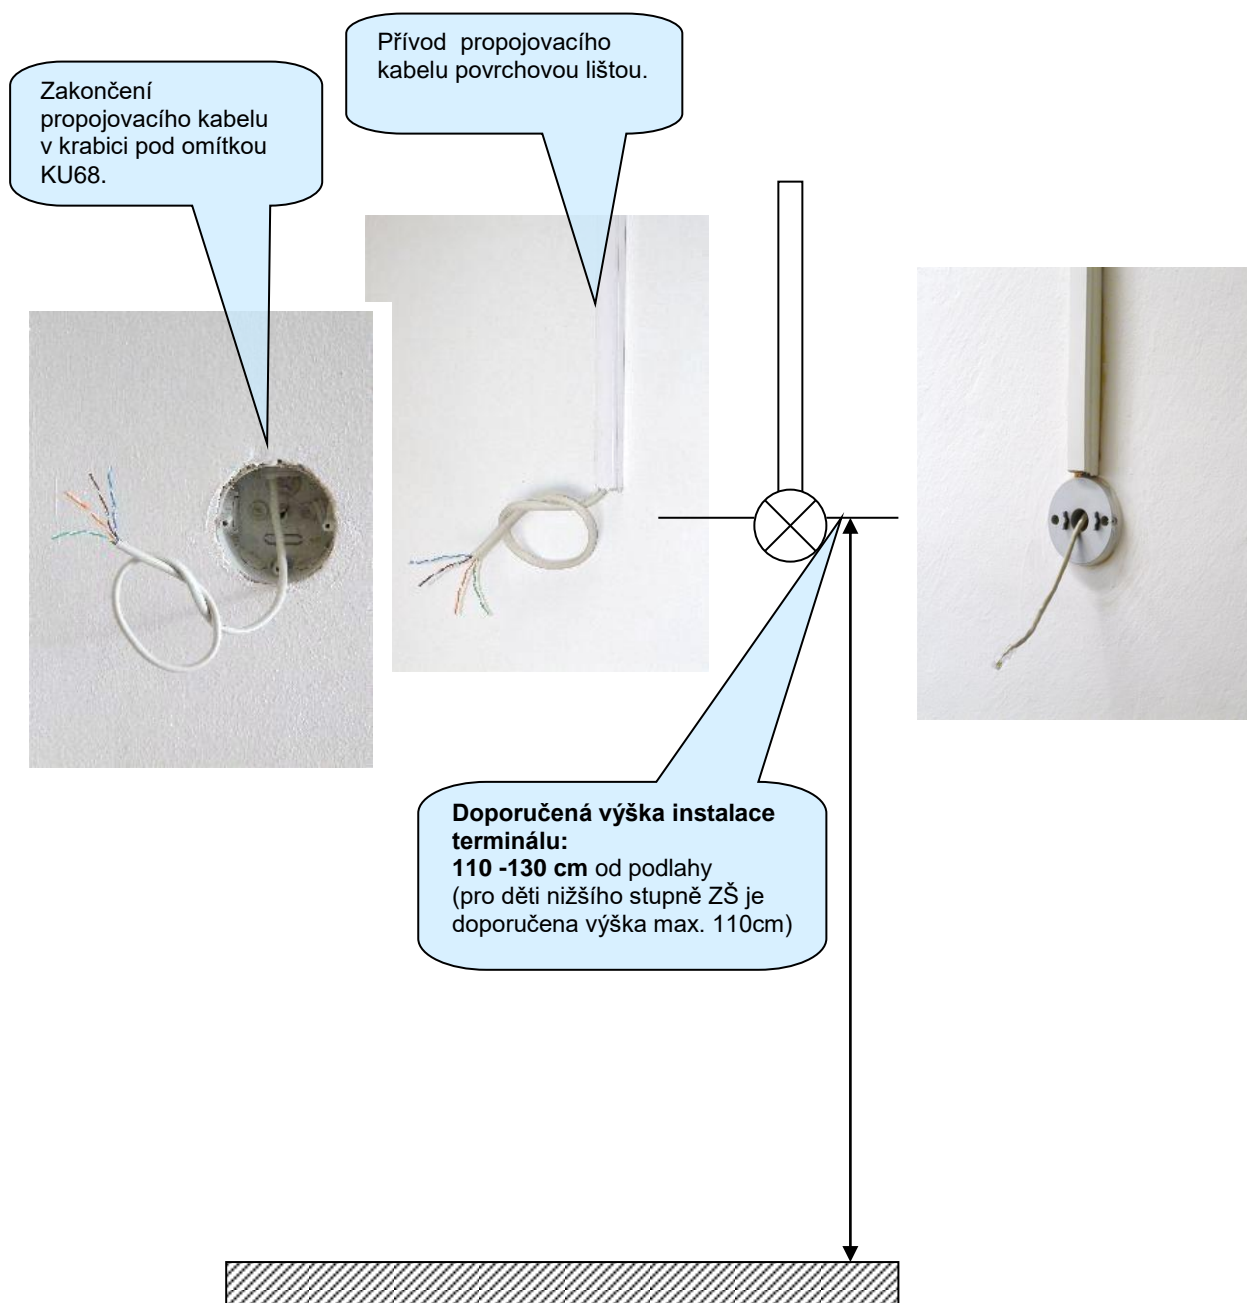 Zakončení
propojovacího kabelu
v krabici pod omítkou
KU68.
Přívod propojovacího
kabelu povrchovou lištou.
Doporučená výška instalace
terminálu:
110 -130 cm od podlahy
(pro děti nižšího stupně ZŠ je
doporučena výška max. 110cm)